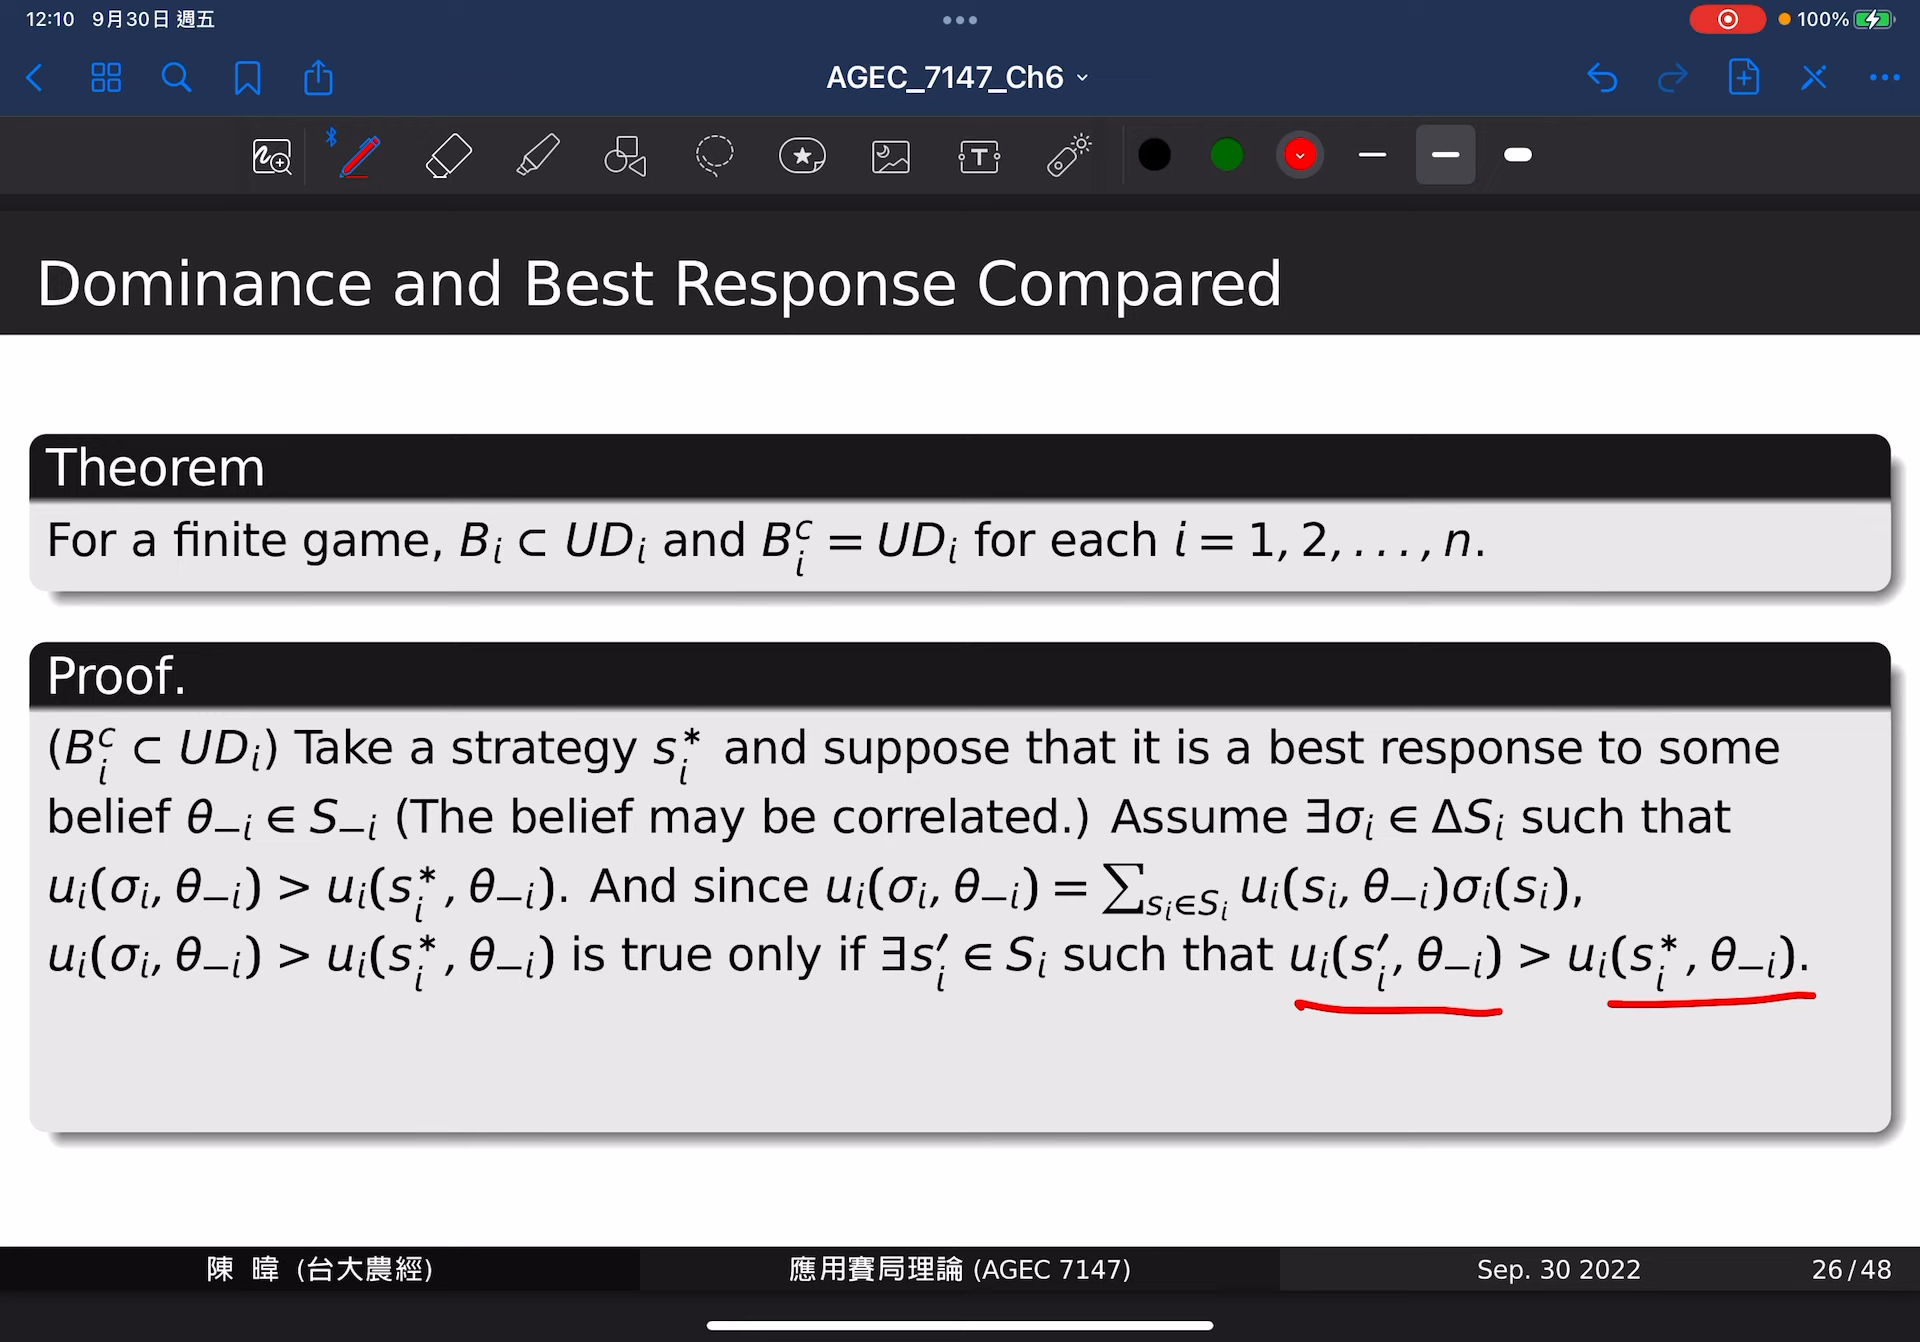 12:10 9月30日 週五
100%
AGEC_7147_Ch6
T
Dominance and Best Response Compared
Theorem
For a finite game, B_i ⊂ UD_i and B_i^c = UD_i for each i = 1, 2, . . . , n.
Proof.
(B_i^c ⊂ UD_i) Take a strategy s_i^* and suppose that it is a best response to some
belief θ_{−i} ∈ S_{−i} (The belief may be correlated.) Assume ∃σ_i ∈ ΔS_i such that
u_i(σ_i, θ_{−i}) > u_i(s_i^*, θ_{−i}). And since u_i(σ_i, θ_{−i}) = ∑_{s_i∈S_i} u_i(s_i, θ_{−i})σ_i(s_i),
u_i(σ_i, θ_{−i}) > u_i(s_i^*, θ_{−i}) is true only if ∃s_i′ ∈ S_i such that u_i(s_i′, θ_{−i}) > u_i(s_i^*, θ_{−i}).
陳 暐 (台大農經)
應用賽局理論 (AGEC 7147)
Sep. 30 2022
26 / 48